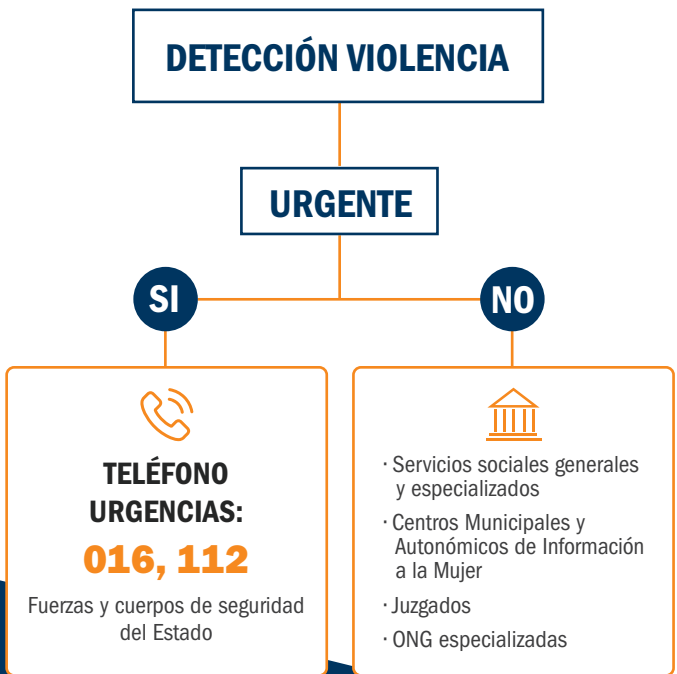 DETECCIÓN VIOLENCIA
URGENTE
SI
NO
TELÉFONO
URGENCIAS:
016, 112
Fuerzas y cuerpos de seguridad
del Estado
· Servicios sociales generales
y especializados
· Centros Municipales y
Autonómicos de Información
a la Mujer
· Juzgados
· ONG especializadas